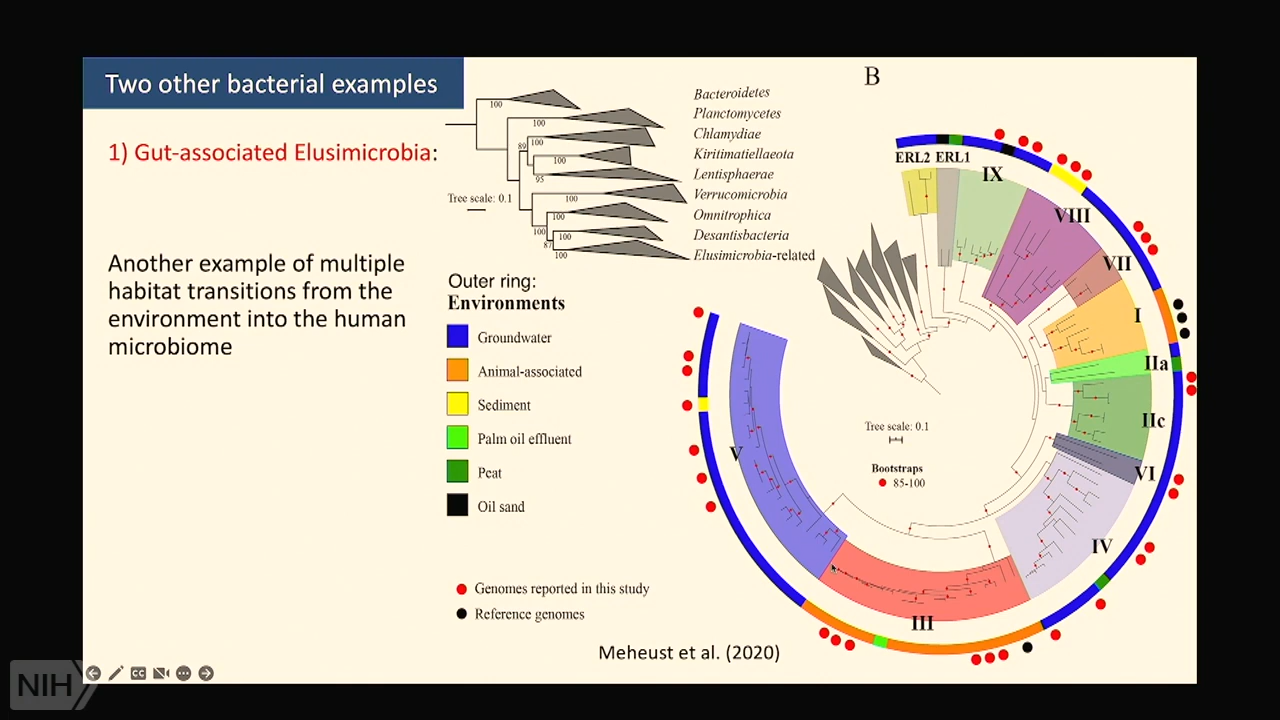 Two other bacterial examples
1) Gut-associated Elusimicrobia:
Another example of multiple
habitat transitions from the
environment into the human
microbiome
Bacteroidetes
Planctomycetes
Chlamydiae
Kiritimatiellaeota
Lentisphaerae
Verrucomicrobia
Omnitrophica
Desantisbacteria
Elusimicrobia-related
100
100
100
89
100
95
100
100
100
100
87
100
Tree scale: 0.1
Outer ring:
Environments
Groundwater
Animal-associated
Sediment
Palm oil effluent
Peat
Oil sand
Genomes reported in this study
Reference genomes
B
ERL2
ERL1
IX
VIII
VII
I
IIa
IIc
VI
IV
III
V
Tree scale: 0.1
Bootstraps
85-100
Meheust et al. (2020)
CC
NIH